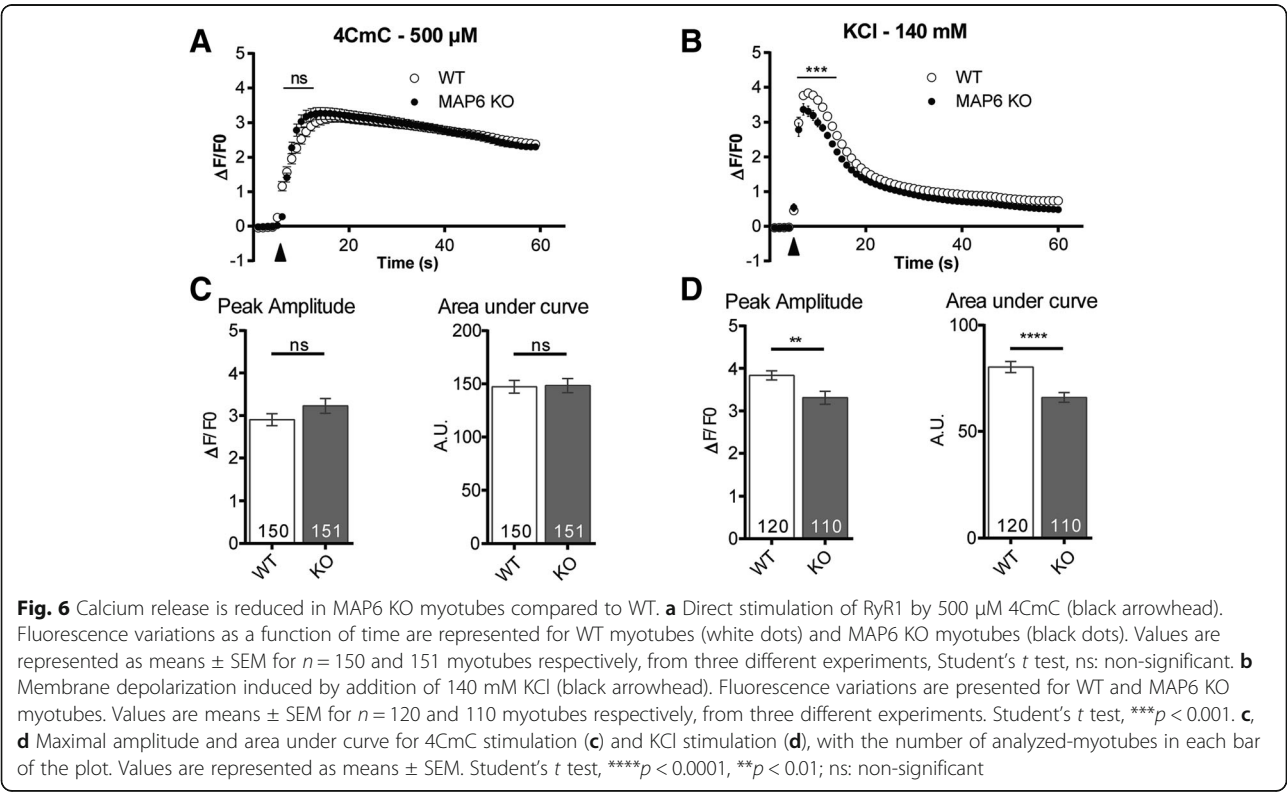 A
4CmC - 500 µM
5
4
3
2
1
0
-1
ΔF/F0
ns
WT
MAP6 KO
20
40
60
Time (s)
B
KCl - 140 mM
5
4
3
2
1
0
-1
ΔF/F0
***
WT
MAP6 KO
20
40
60
Time (s)
C
Peak Amplitude
5
4
3
2
1
0
ΔF/F0
ns
150
151
WT
KO
Area under curve
200
150
100
50
0
A.U.
ns
150
151
WT
KO
D
Peak Amplitude
5
4
3
2
1
0
ΔF/F0
**
120
110
WT
KO
Area under curve
100
50
0
A.U.
****
120
110
WT
KO
Fig. 6 Calcium release is reduced in MAP6 KO myotubes compared to WT. a Direct stimulation of RyR1 by 500 µM 4CmC (black arrowhead).
Fluorescence variations as a function of time are represented for WT myotubes (white dots) and MAP6 KO myotubes (black dots). Values are
represented as means ± SEM for n = 150 and 151 myotubes respectively, from three different experiments, Student's t test, ns: non-significant. b
Membrane depolarization induced by addition of 140 mM KCl (black arrowhead). Fluorescence variations are presented for WT and MAP6 KO
myotubes. Values are means ± SEM for n = 120 and 110 myotubes respectively, from three different experiments. Student's t test, ***p < 0.001. c,
d Maximal amplitude and area under curve for 4CmC stimulation (c) and KCl stimulation (d), with the number of analyzed-myotubes in each bar
of the plot. Values are represented as means ± SEM. Student's t test, ****p < 0.0001, **p < 0.01; ns: non-significant